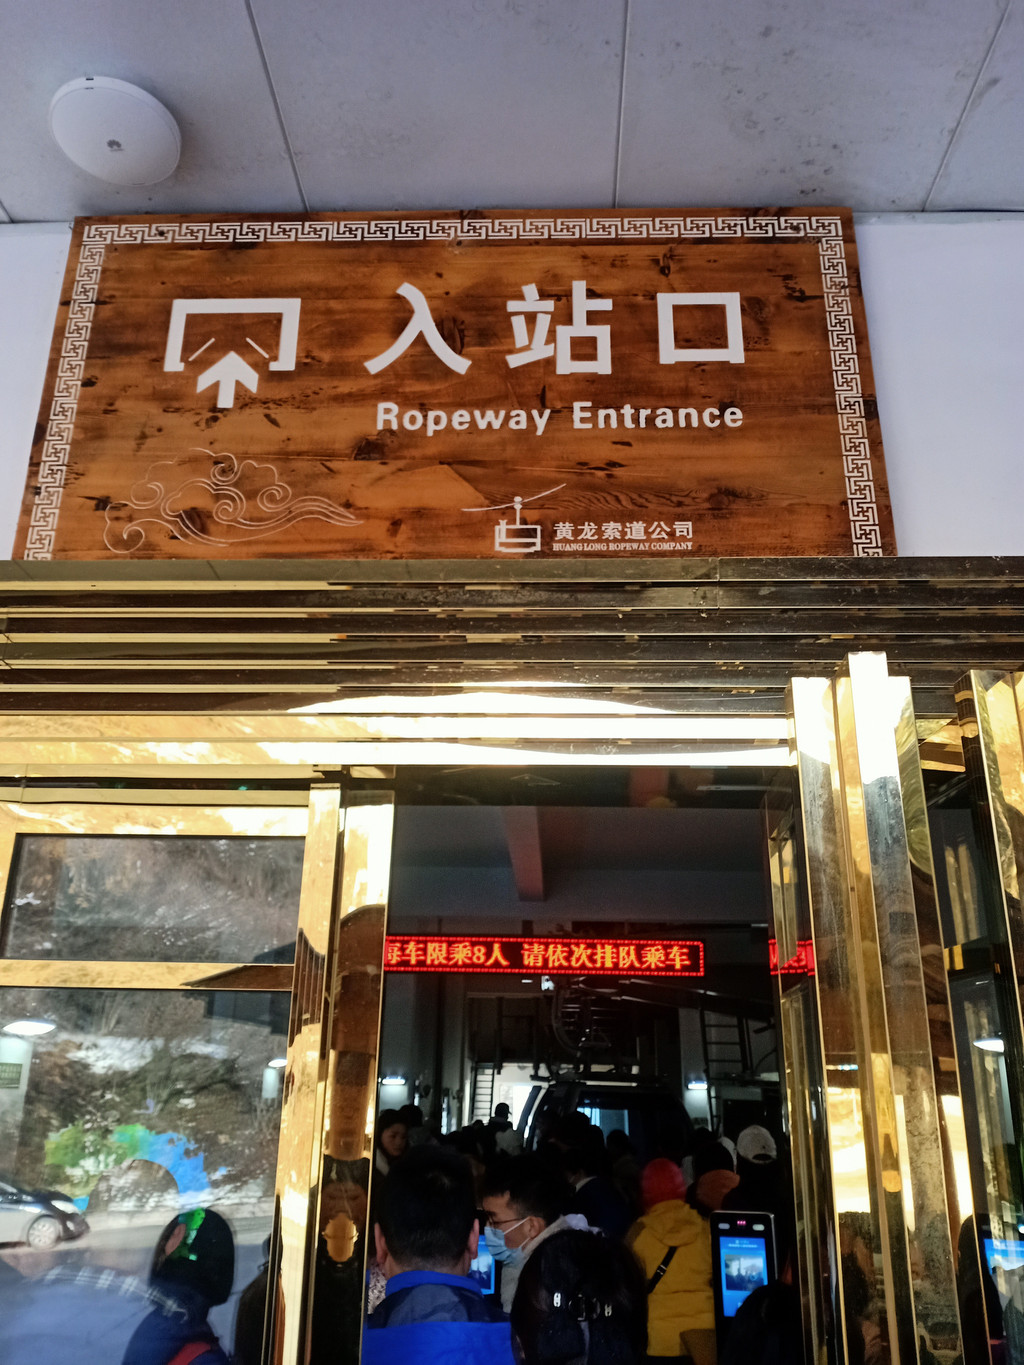 入站口
Ropeway Entrance
黄龙索道公司
HUANG LONG ROPEWAY COMPANY
每车限乘8人 请依次排队乘车